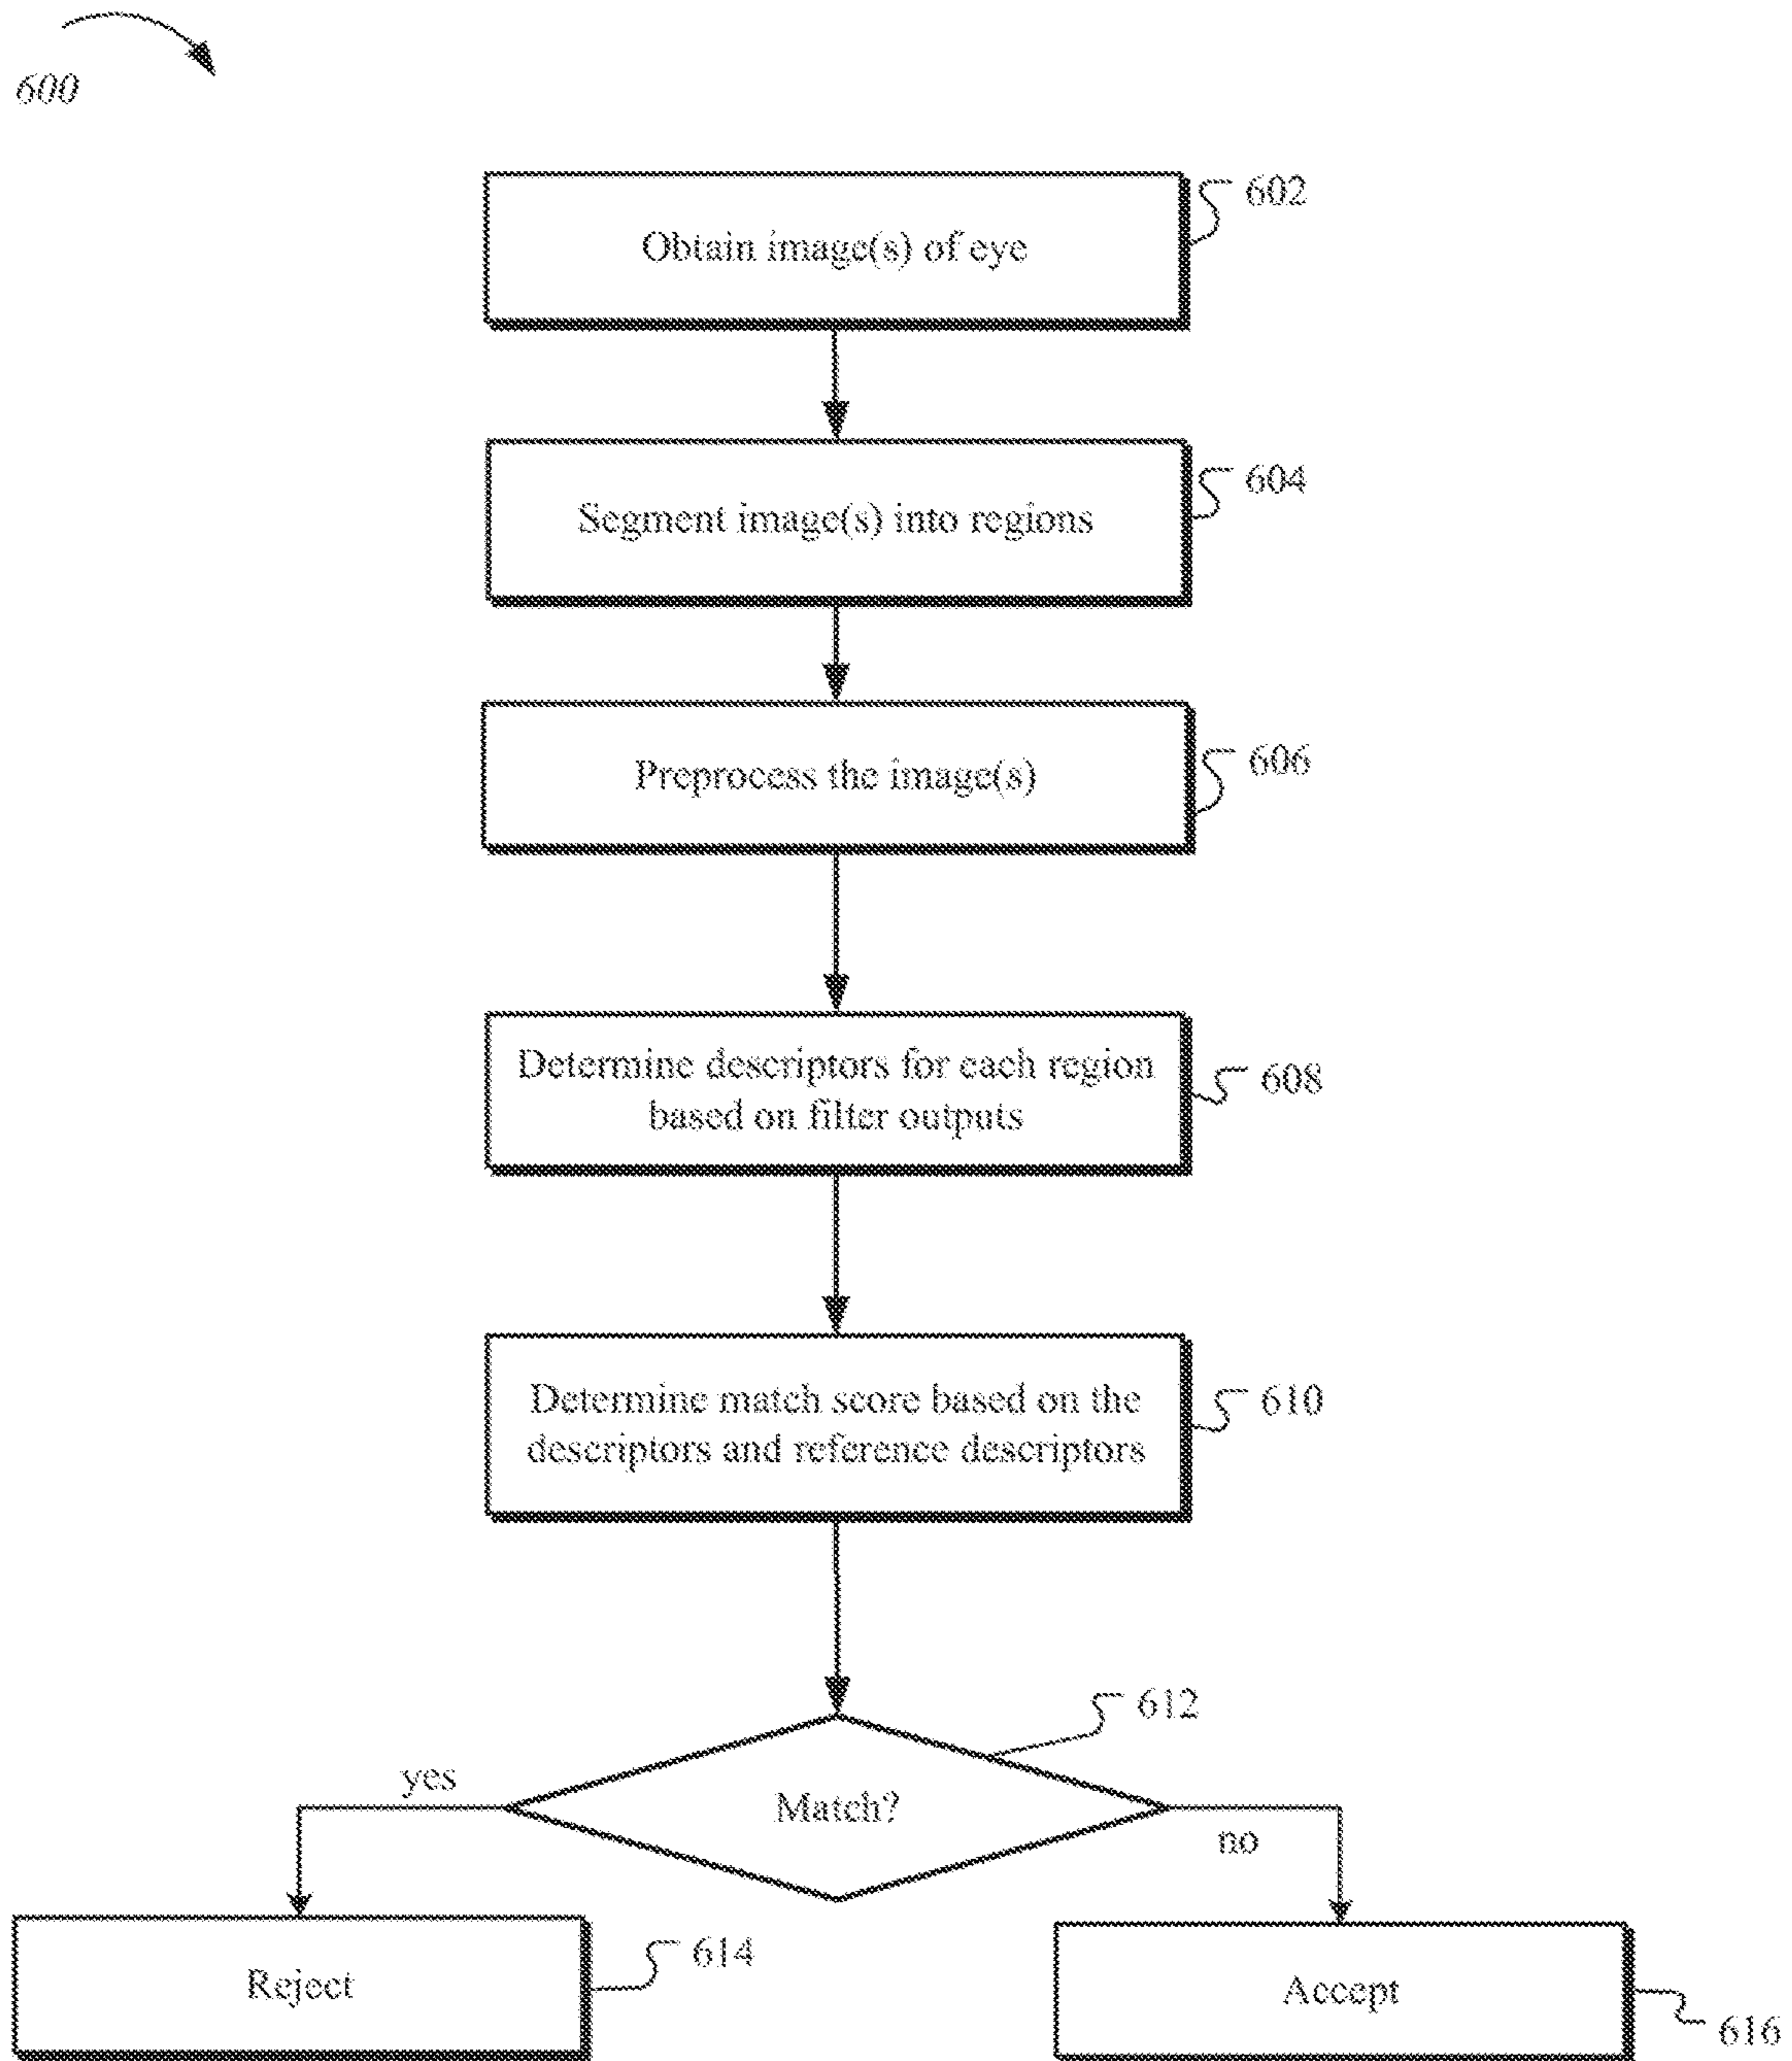 600
Obtain image(s) of eye
602
Segment image(s) into regions
604
Preprocess the image(s)
606
Determine descriptors for each region
based on filter outputs
608
Determine match score based on the
descriptors and reference descriptors
610
612
Match?
yes
no
Reject
614
Accept
616